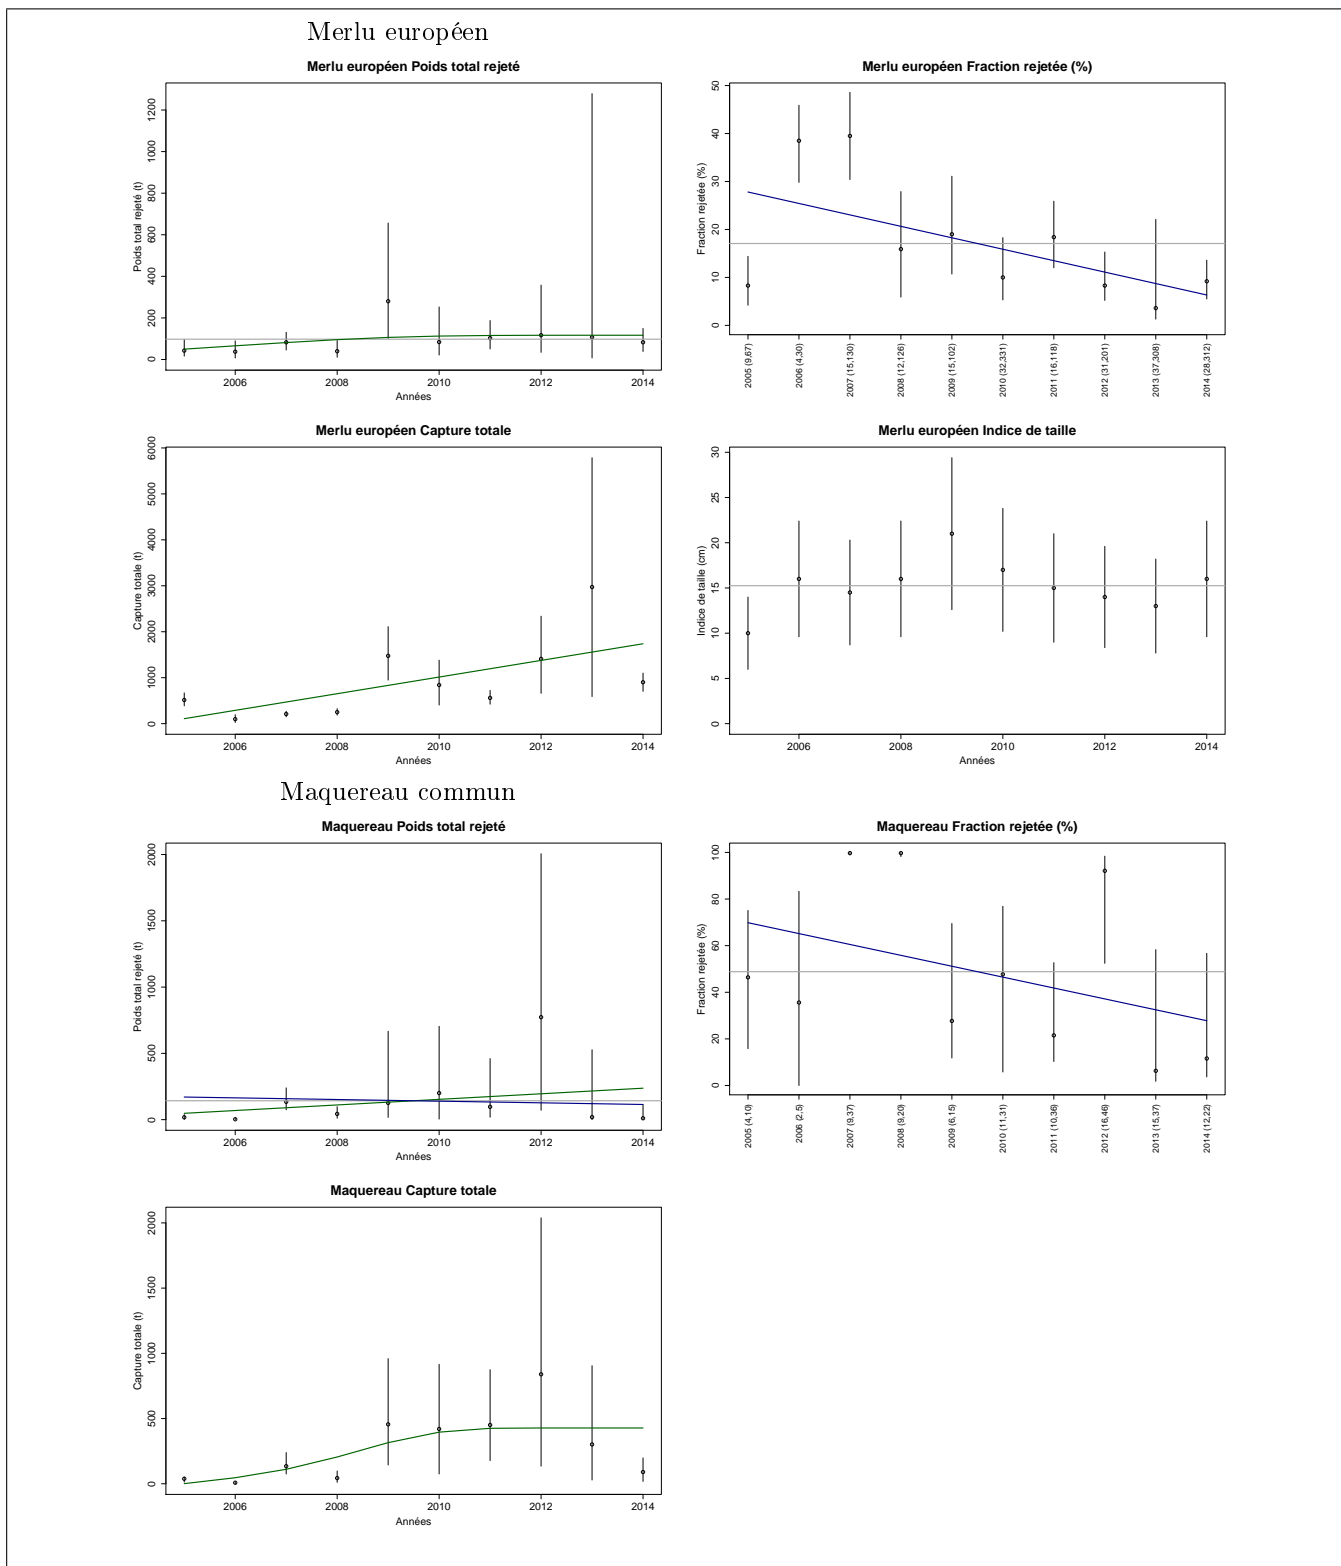 Merlu européen
Merlu européen Poids total rejeté
Poids total rejeté (t)
0 200 400 600 800 1000 1200
2006 2008 2010 2012 2014
Années
Merlu européen Fraction rejetée (%)
Fraction rejetée (%)
0 10 20 30 40 50
2005 (9,67)
2006 (4,30)
2007 (15,130)
2008 (12,126)
2009 (15,102)
2010 (32,331)
2011 (16,118)
2012 (31,201)
2013 (37,308)
2014 (28,312)
Merlu européen Capture totale
Capture totale (t)
0 1000 2000 3000 4000 5000 6000
2006 2008 2010 2012 2014
Années
Merlu européen Indice de taille
Indice de taille (cm)
0 5 10 15 20 25 30
2006 2008 2010 2012 2014
Années
Maquereau commun
Maquereau Poids total rejeté
Poids total rejeté (t)
0 500 1000 1500 2000
2006 2008 2010 2012 2014
Années
Maquereau Fraction rejetée (%)
Fraction rejetée (%)
0 20 40 60 80 100
2005 (4,10)
2006 (2,5)
2007 (9,37)
2008 (9,20)
2009 (6,15)
2010 (11,31)
2011 (10,36)
2012 (16,46)
2013 (15,37)
2014 (12,22)
Maquereau Capture totale
Capture totale (t)
0 500 1000 1500 2000
2006 2008 2010 2012 2014
Années